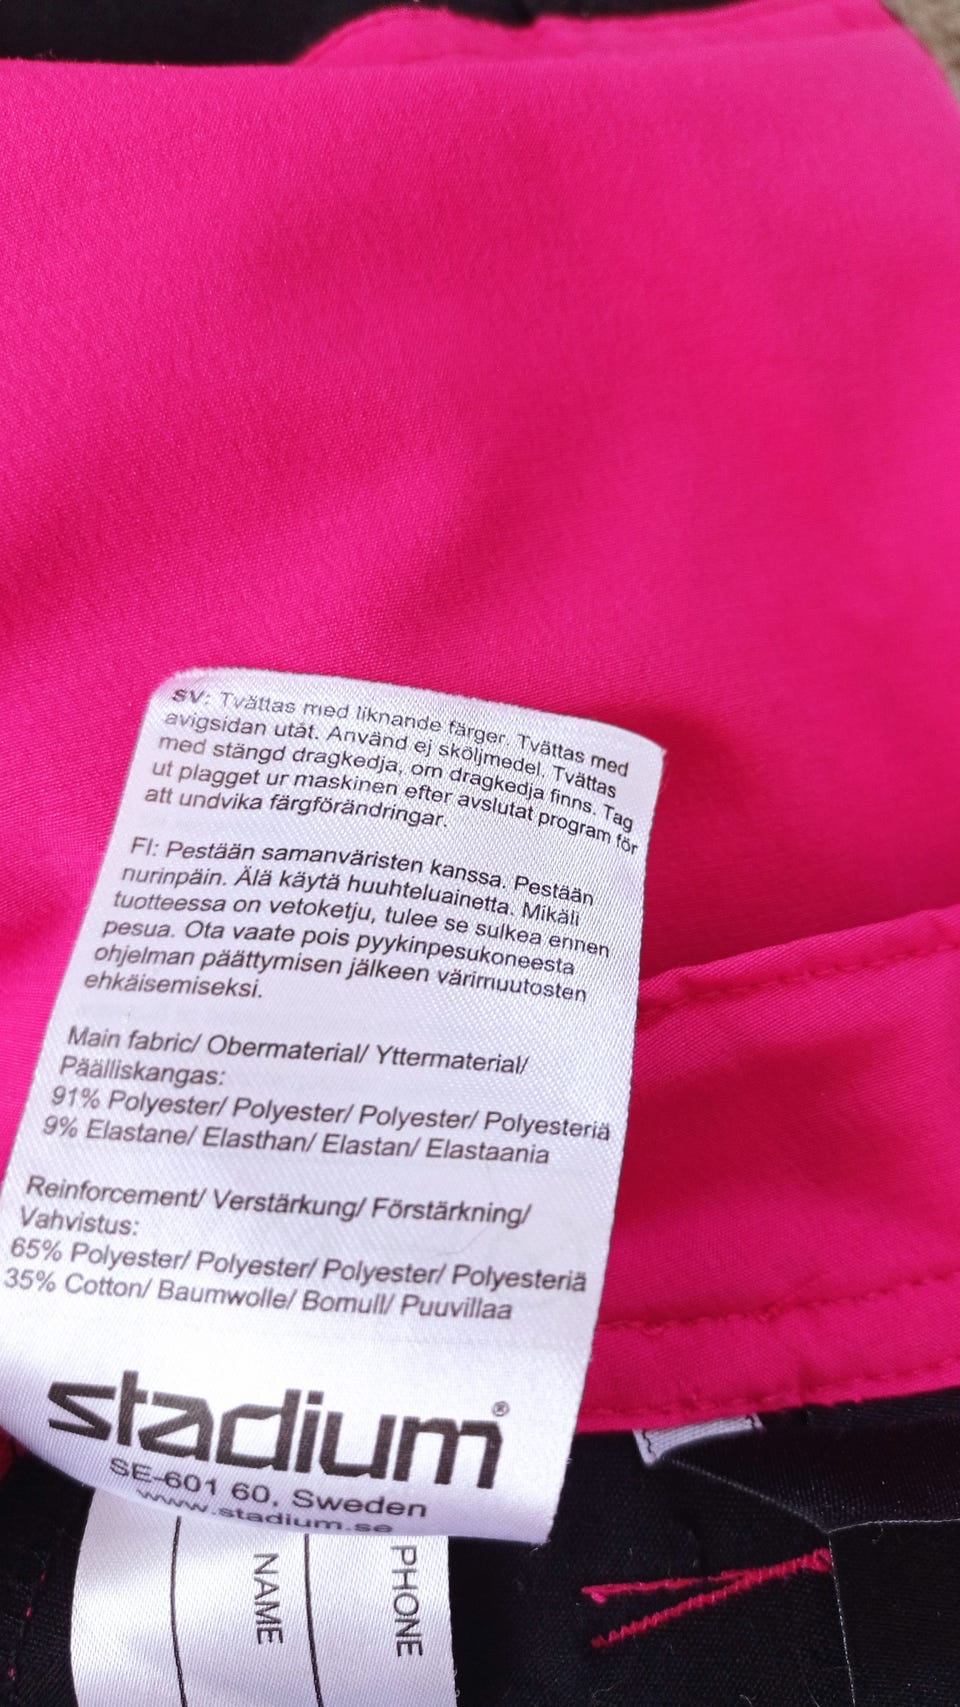 SV: Tvättas med liknande färger. Tvättas med
avigsidan utåt. Använd ej sköljmedel. Tvättas
med stängd dragkedja, om dragkedja finns. Tag
ut plagget ur maskinen efter avslutat program för
att undvika färgförändringar.
FI: Pestään samanväristen kanssa. Pestään
nurinpäin. Älä käytä huuhteluainetta. Mikäli
tuotteessa on vetoketju, tulee se sulkea ennen
pesua. Ota vaate pois pyykinpesukoneesta
ohjelman päättymisen jälkeen värimuutosten
ehkäisemiseksi.
Main fabric/ Obermaterial/ Yttermaterial/
Päälliskangas:
91% Polyester/ Polyester/ Polyester/ Polyesteriä
9% Elastane/ Elasthan/ Elastan/ Elastaania
Reinforcement/ Verstärkung/ Förstärkning/
Vahvistus:
65% Polyester/ Polyester/ Polyester/ Polyesteriä
35% Cotton/ Baumwolle/ Bomull/ Puuvillaa
stadium®
SE-601 60, Sweden
www.stadium.se
NAME
PHONE